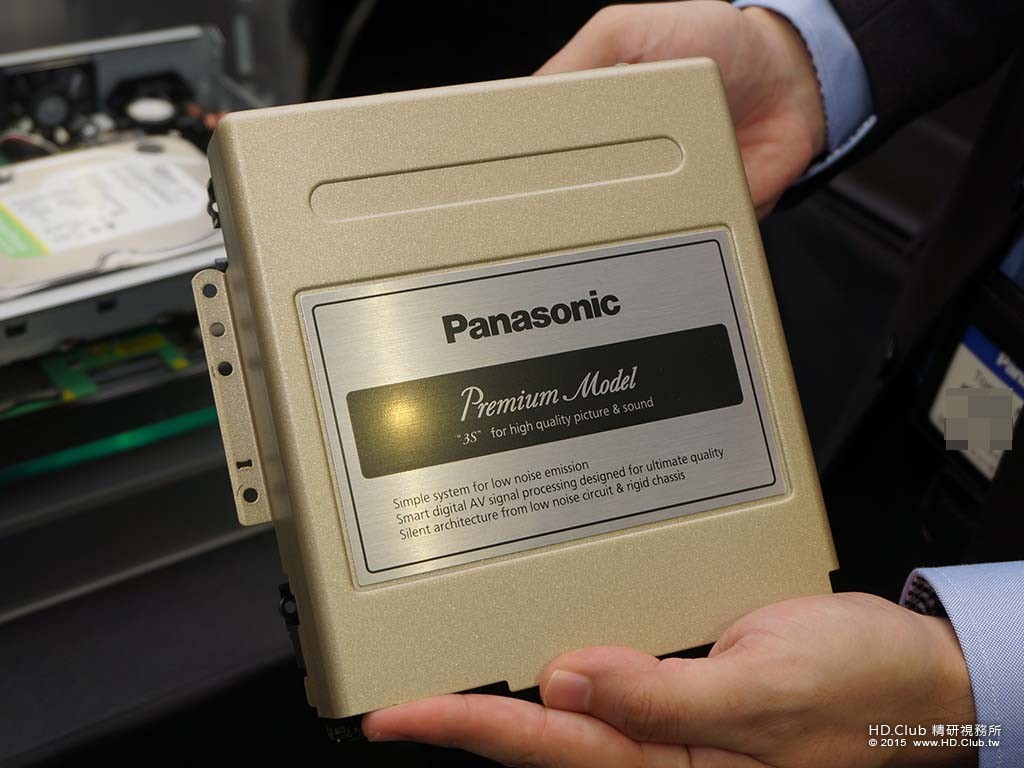 Panasonic
Premium Model
"3S" for high quality picture & sound
Simple system for low noise emission
Smart digital AV signal processing designed for ultimate quality
Silent architecture from low noise circuit & rigid chassis
HD.Club 精研視務所
© 2015 www.HD.Club.tw